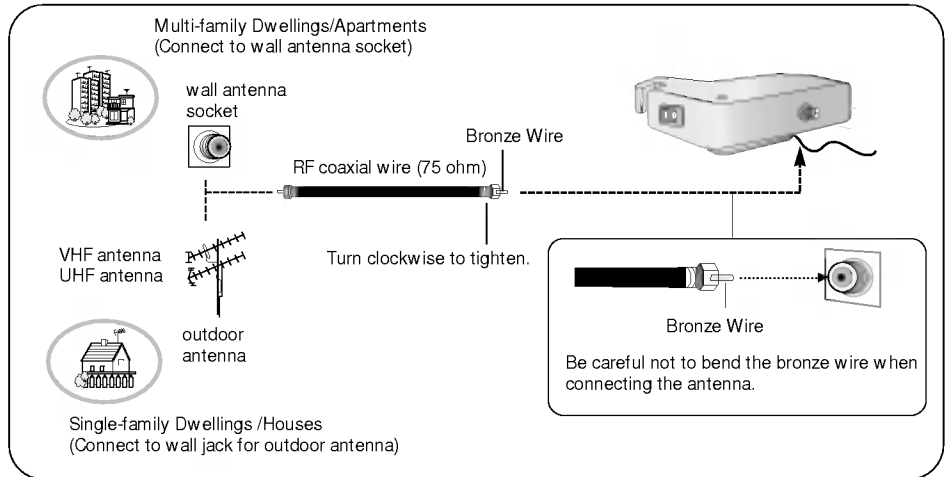 Multi-family Dwellings/Apartments
(Connect to wall antenna socket)
wall antenna
socket
Bronze Wire
RF coaxial wire (75 ohm)
Turn clockwise to tighten.
VHF antenna
UHF antenna
outdoor
antenna
Single-family Dwellings /Houses
(Connect to wall jack for outdoor antenna)
Bronze Wire
Be careful not to bend the bronze wire when
connecting the antenna.